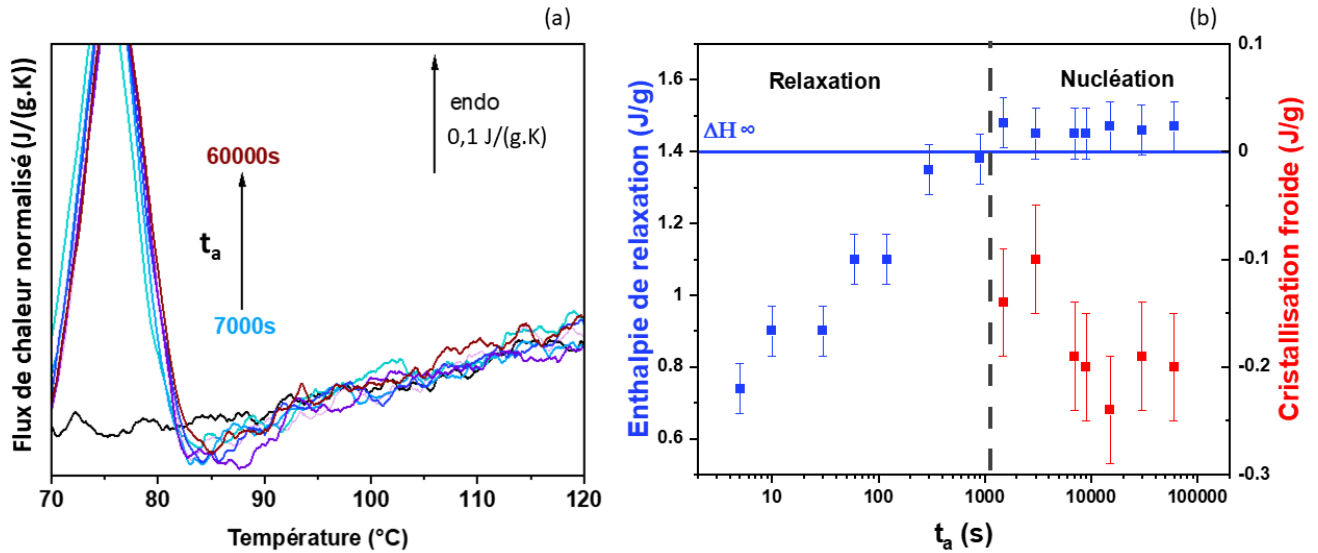 (a)
Flux de chaleur normalisé (J/(g.K))
endo
0,1 J/(g.K)
60000s
tₐ
7000s
70
80
90
100
110
120
Température (°C)
(b)
Enthalpie de relaxation (J/g)
1.6
1.4
1.2
1
0.8
0.6
Relaxation
Nucléation
ΔH∞
10
100
1000
10000
100000
tₐ (s)
0.1
0
-0.1
-0.2
-0.3
Cristallisation froide (J/g)